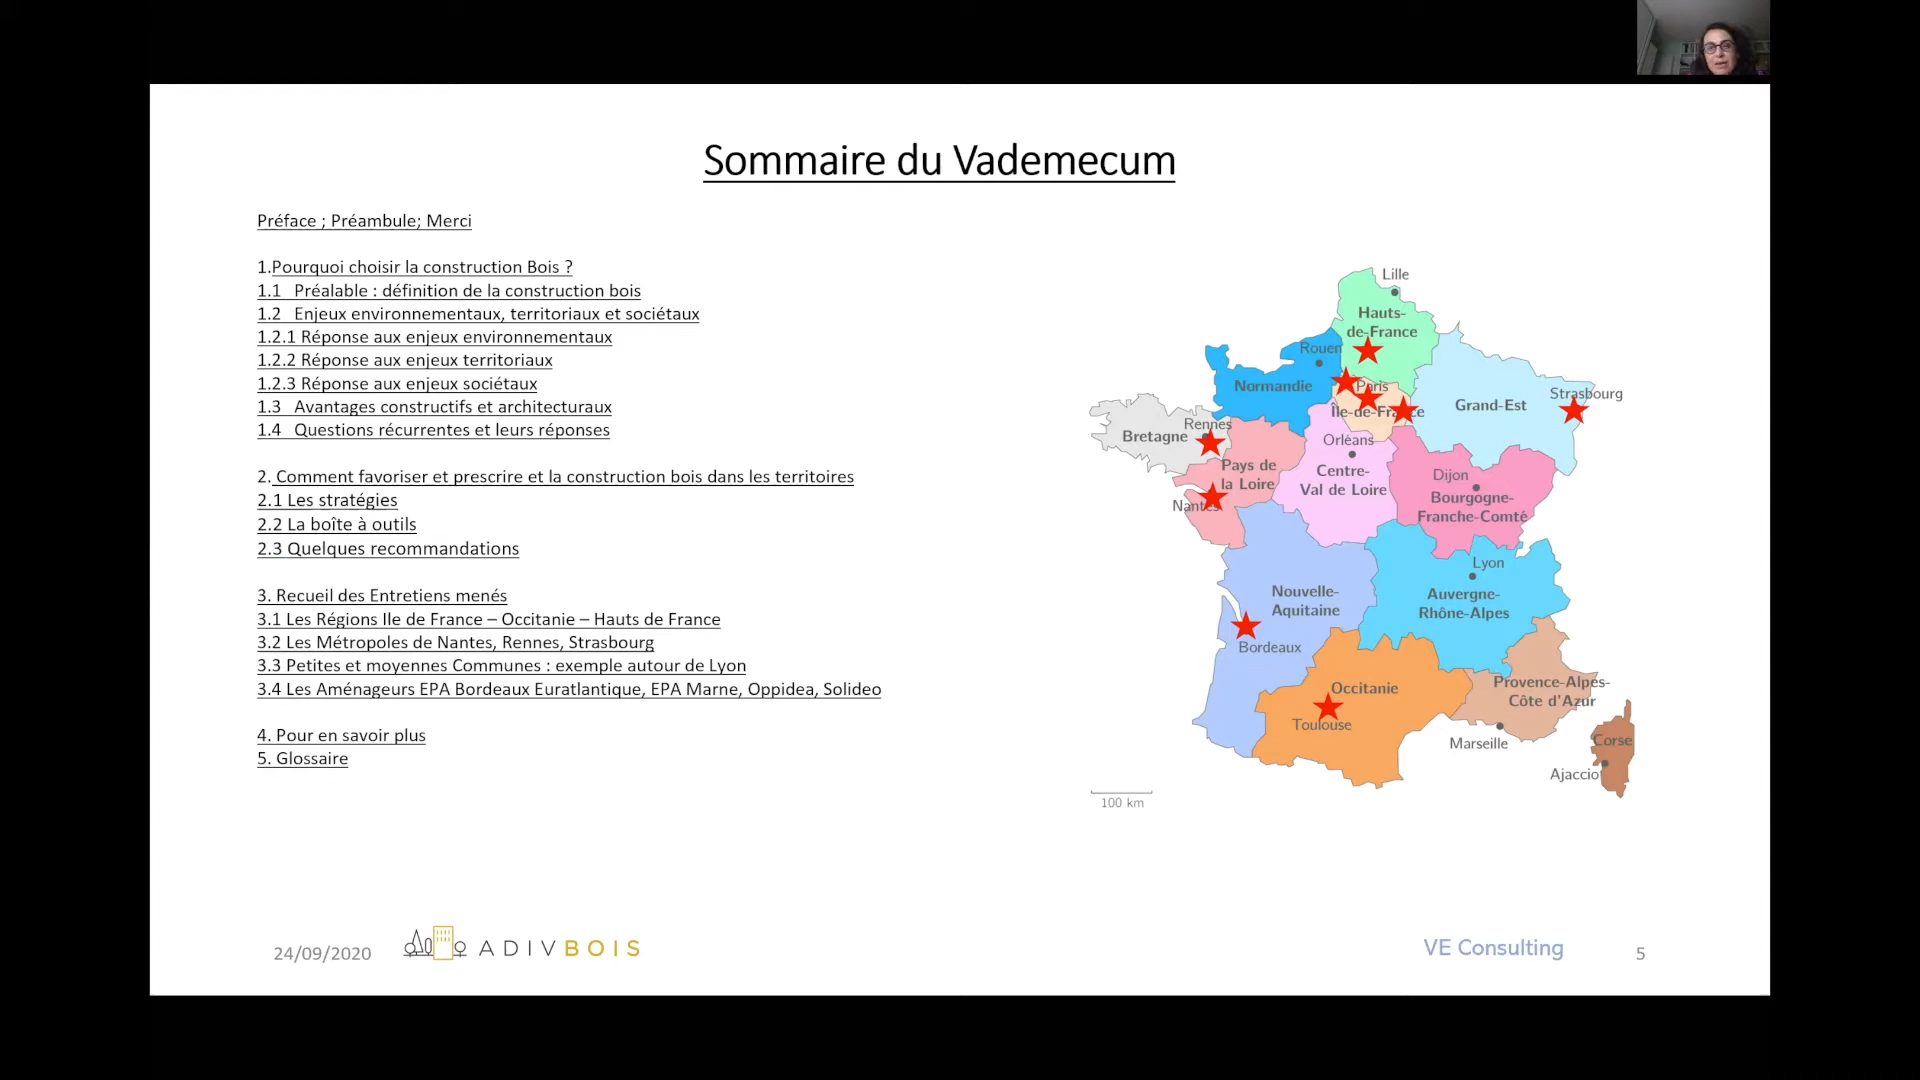 Sommaire du Vademecum
Préface ; Préambule; Merci
1.Pourquoi choisir la construction Bois ?
1.1 Préalable : définition de la construction bois
1.2 Enjeux environnementaux, territoriaux et sociétaux
1.2.1 Réponse aux enjeux environnementaux
1.2.2 Réponse aux enjeux territoriaux
1.2.3 Réponse aux enjeux sociétaux
1.3 Avantages constructifs et architecturaux
1.4 Questions récurrentes et leurs réponses
2. Comment favoriser et prescrire et la construction bois dans les territoires
2.1 Les stratégies
2.2 La boîte à outils
2.3 Quelques recommandations
3. Recueil des Entretiens menés
3.1 Les Régions Ile de France – Occitanie – Hauts de France
3.2 Les Métropoles de Nantes, Rennes, Strasbourg
3.3 Petites et moyennes Communes : exemple autour de Lyon
3.4 Les Aménageurs EPA Bordeaux Euratlantique, EPA Marne, Oppidea, Solideo
4. Pour en savoir plus
5. Glossaire
Lille
Hauts-
de-France
Rouen
Normandie
Paris
Île-de-France
Grand-Est
Strasbourg
Rennes
Bretagne
Orléans
Pays de
la Loire
Centre-
Val de Loire
Dijon
Bourgogne-
Franche-Comté
Nantes
Lyon
Nouvelle-
Aquitaine
Auvergne-
Rhône-Alpes
Bordeaux
Occitanie
Toulouse
Provence-Alpes-
Côte d'Azur
Marseille
Corse
Ajaccio
100 km
24/09/2020
ADIVBOIS
VE Consulting
5